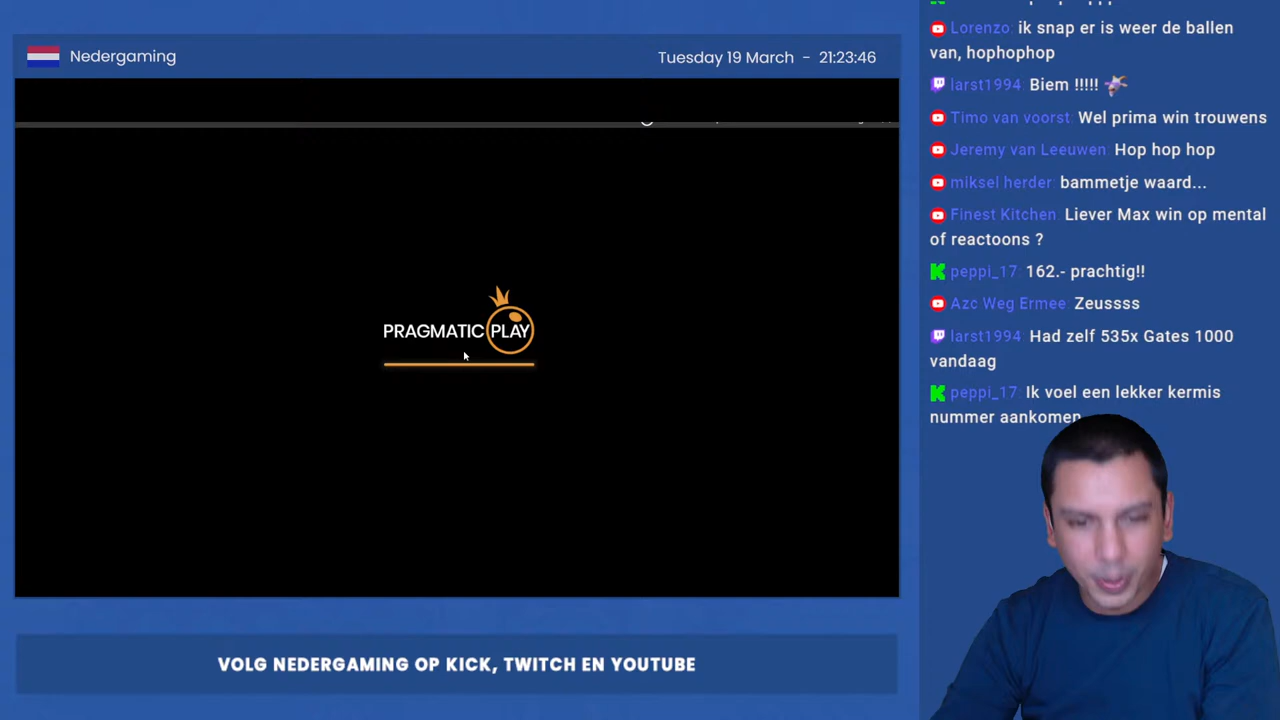 Nedergaming
Tuesday 19 March - 21:23:46
PRAGMATIC PLAY
VOLG NEDERGAMING OP KICK, TWITCH EN YOUTUBE
Lorenzo: ik snap er is weer de ballen
van, hophophop
larst1994: Biem !!!!!
Timo van voorst: Wel prima win trouwens
Jeremy van Leeuwen: Hop hop hop
miksel herder: bammetje waard...
Finest Kitchen: Liever Max win op mental
of reactoons ?
peppi_17: 162.- prachtig!!
Azc Weg Ermee: Zeussss
larst1994: Had zelf 535x Gates 1000
vandaag
peppi_17: Ik voel een lekker kermis
nummer aankomen